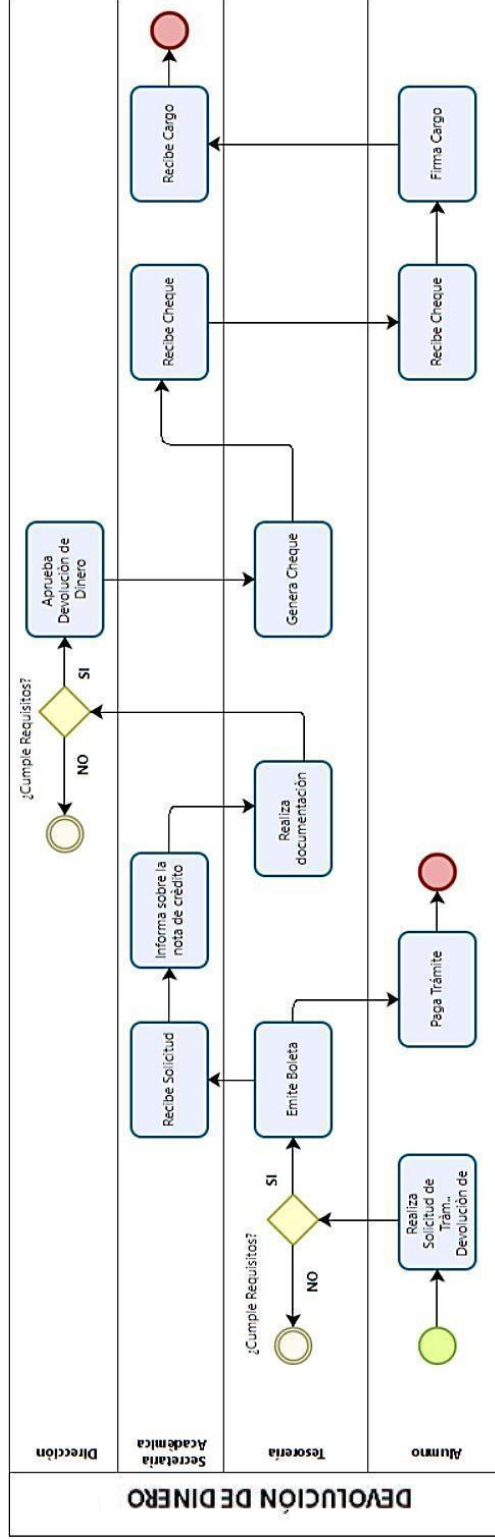 DEVOLUCIÓN DE DINERO
Dirección
¿Cumple Requisitos?
NO
SI
Aprueba
Devolución de
Dinero
Secretaria
Académica
Recibe Solicitud
Informa sobre la
nota de crédito
Recibe Cheque
Recibe Cargo
Tesorería
¿Cumple Requisitos?
NO
SI
Emite Boleta
Realiza
documentación
Genera Cheque
Alumno
Realiza
Solicitud de
Trám..
Devolución de
Paga Trámite
Recibe Cheque
Firma Cargo